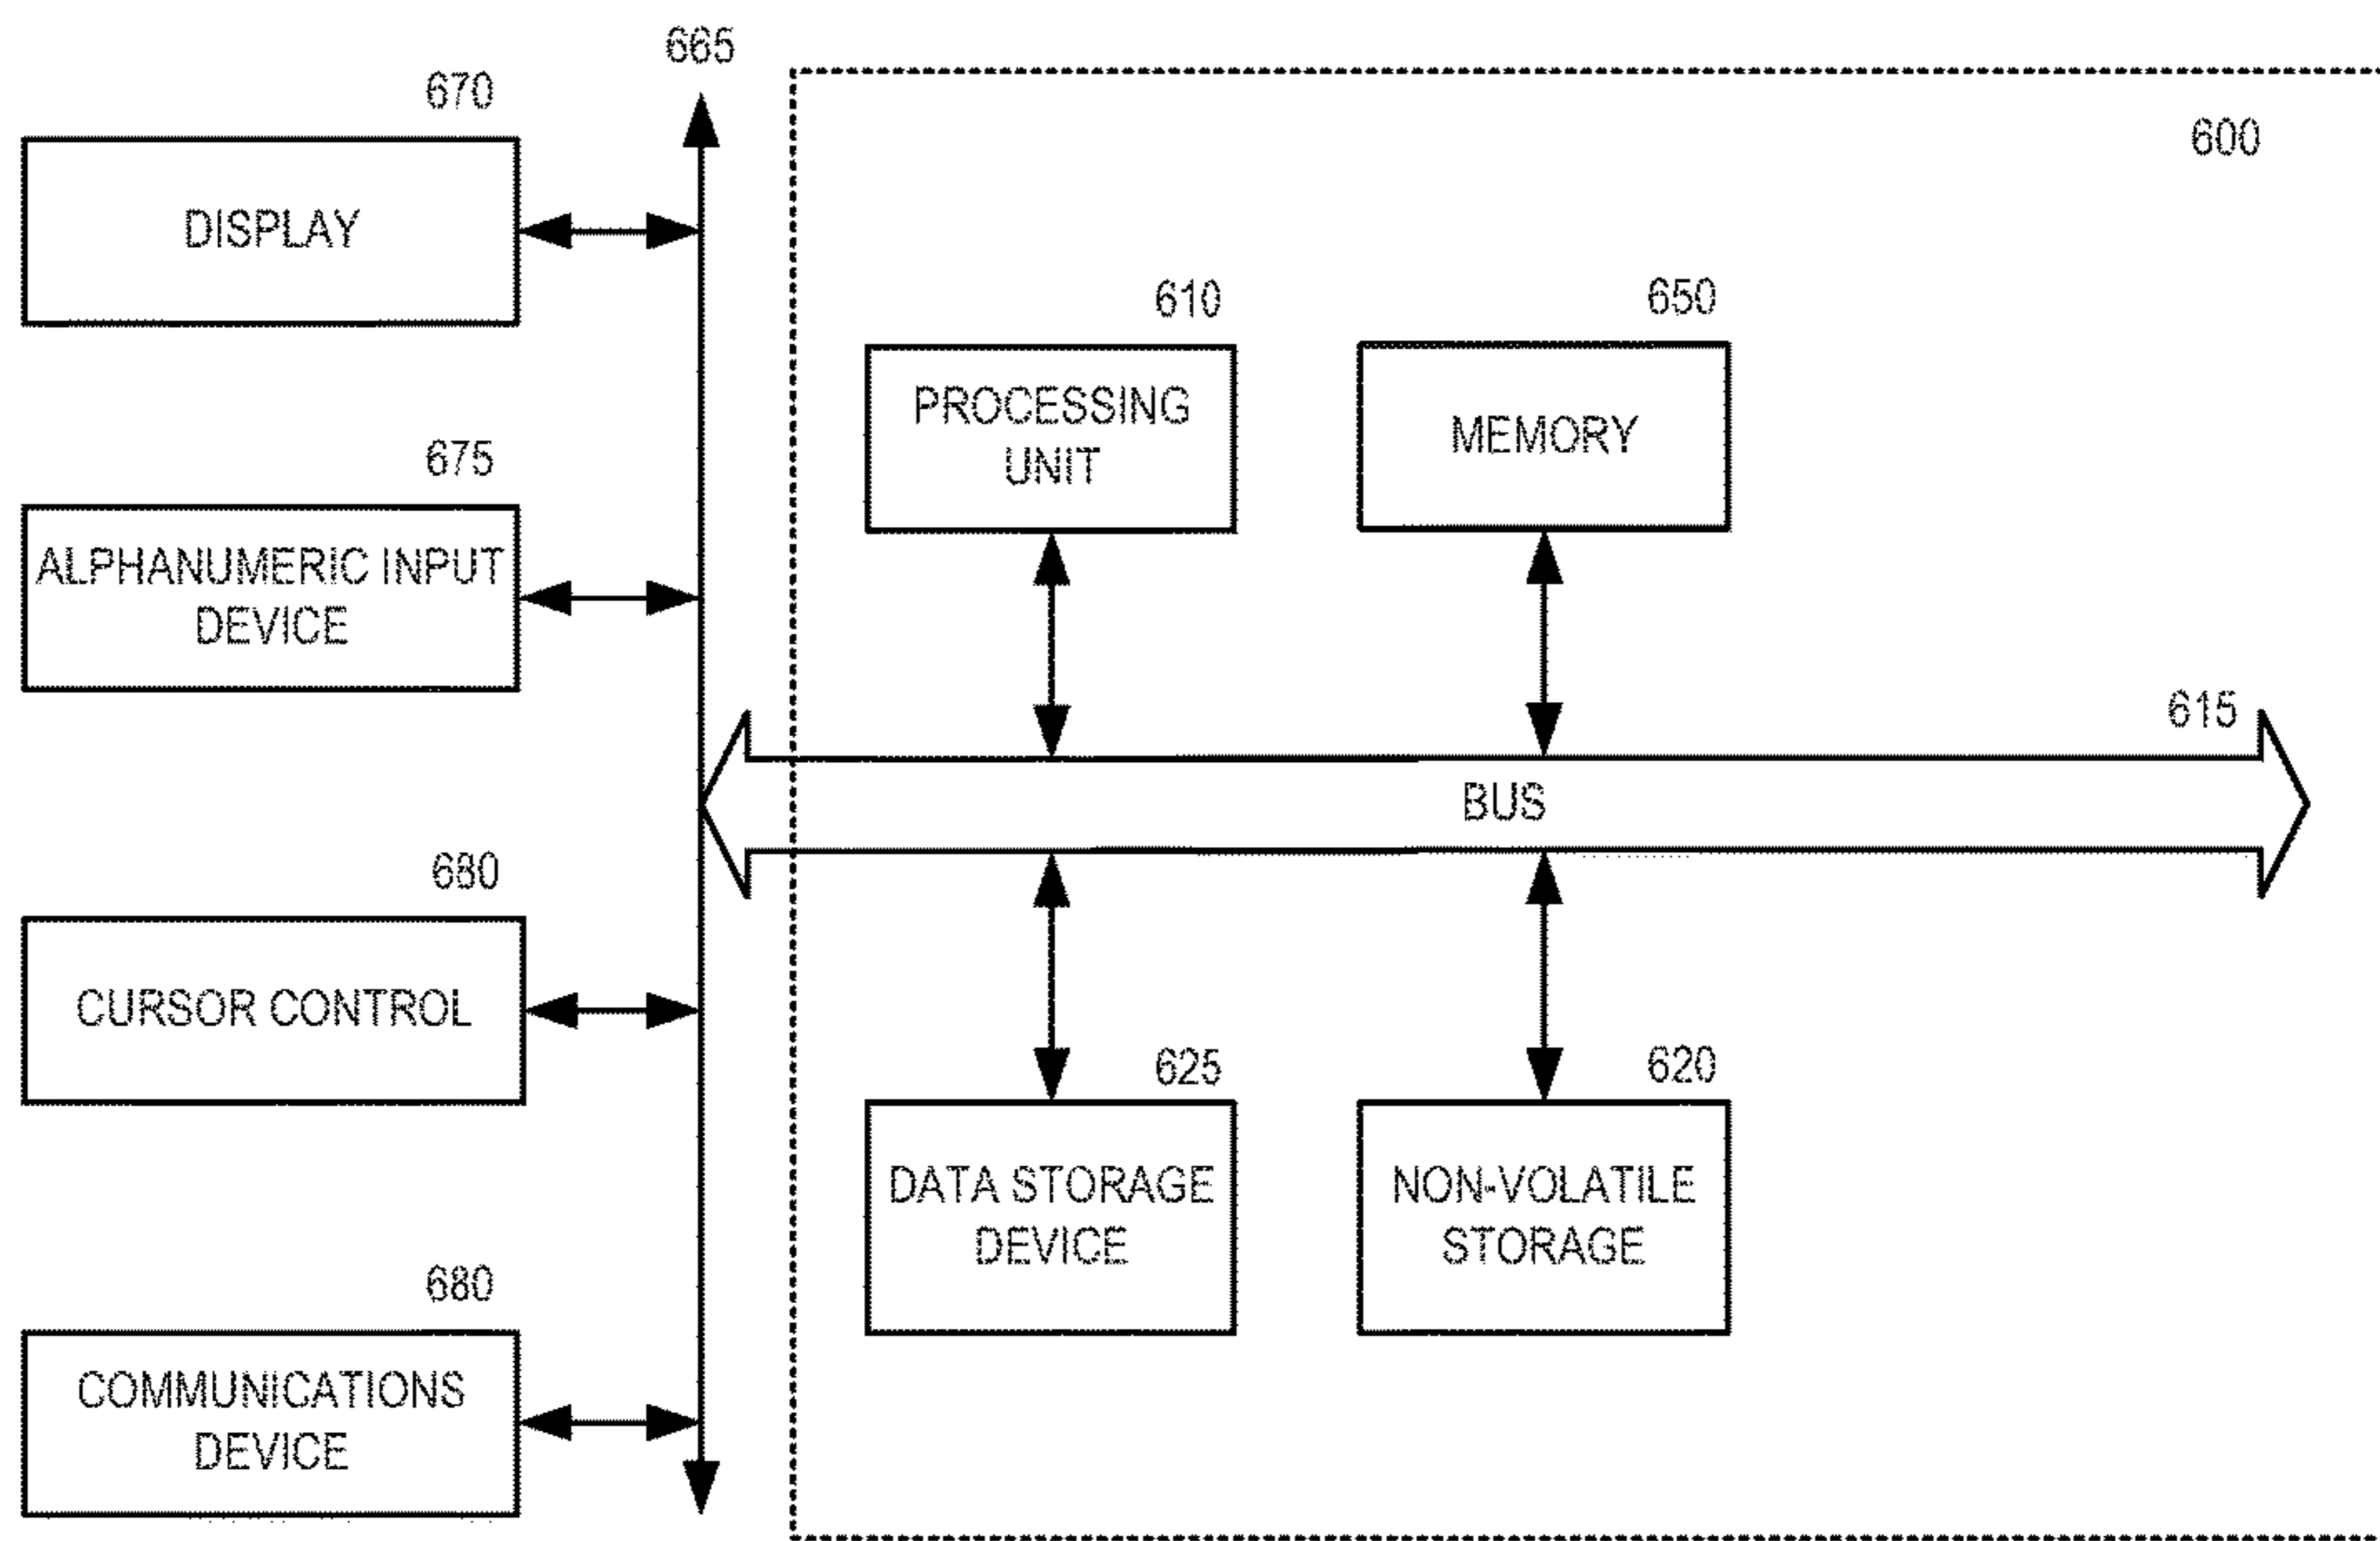 665
670
DISPLAY
600
610
650
PROCESSING
UNIT
MEMORY
675
ALPHANUMERIC INPUT
DEVICE
615
BUS
680
CURSOR CONTROL
625
620
DATA STORAGE
DEVICE
NON-VOLATILE
STORAGE
680
COMMUNICATIONS
DEVICE